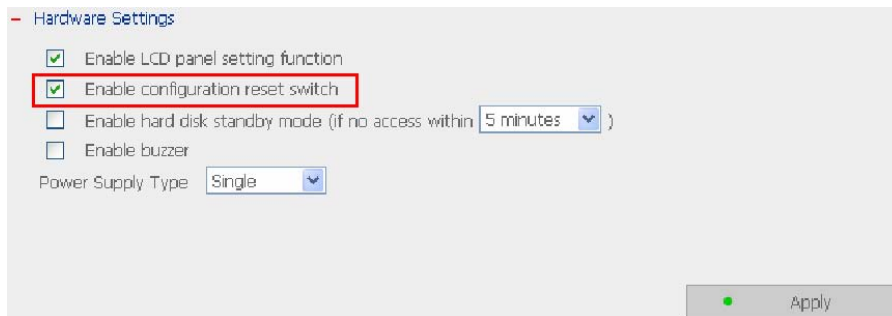 Hardware Settings
Enable LCD panel setting function
Enable configuration reset switch
Enable hard disk standby mode (if no access within 5 minutes )
Enable buzzer
Power Supply Type Single
Apply